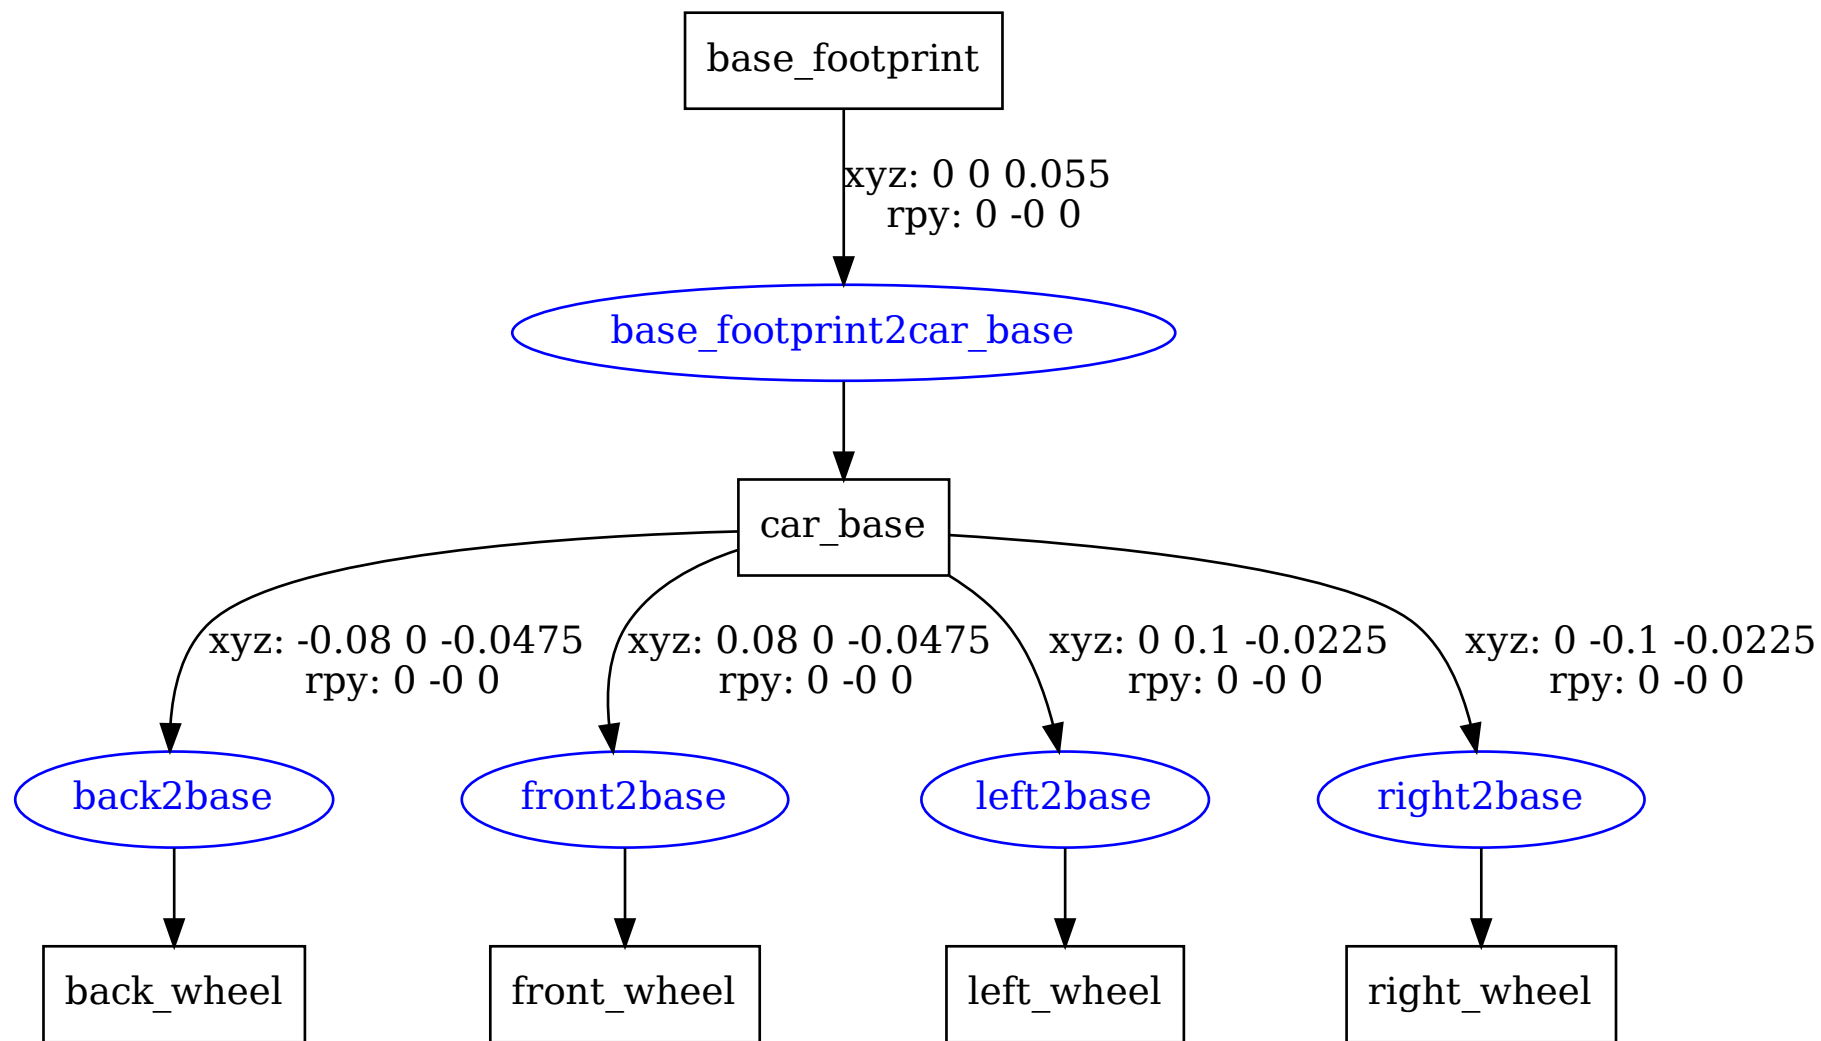 base_footprint
xyz: 0 0 0.055
rpy: 0 -0 0
base_footprint2car_base
car_base
xyz: -0.08 0 -0.0475
rpy: 0 -0 0
xyz: 0.08 0 -0.0475
rpy: 0 -0 0
xyz: 0 0.1 -0.0225
rpy: 0 -0 0
xyz: 0 -0.1 -0.0225
rpy: 0 -0 0
back2base
front2base
left2base
right2base
back_wheel
front_wheel
left_wheel
right_wheel